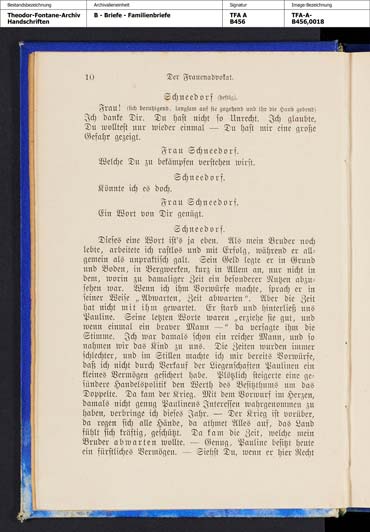 Bestandsbezeichnung
Archivalieneinheit
Signatur
Image-Bezeichnung
Theodor-Fontane-Archiv
Handschriften
B - Briefe - Familienbriefe
TFA A
B456
TFA-A-
B456,0018
10 Der Frauenadvokat.
Schneedorf (heftig).
Frau! (sich beruhigend, langsam auf sie zugehend und ihr die Hand gebend)
Ich danke Dir. Du hast nicht so Unrecht. Ich glaubte,
Du wolltest nur wieder einmal — Du hast mir eine große
Gefahr gezeigt.
Frau Schneedorf.
Welche Du zu bekämpfen verstehen wirst.
Schneedorf.
Könnte ich es doch.
Frau Schneedorf.
Ein Wort von Dir genügt.
Schneedorf.
Dieses eine Wort ist's ja eben. Als mein Bruder noch
lebte, arbeitete ich rastlos und mit Erfolg, während er all-
gemein als unpraktisch galt. Sein Geld legte er in Grund
und Boden, in Bergwerken, kurz in Allem an, nur nicht in
dem, worin zu damaliger Zeit ein besonderer Nutzen abzu-
sehen war. Wenn ich ihm Vorwürfe machte, sprach er in
seiner Weise „Abwarten, Zeit abwarten“. Aber die Zeit
hat nicht mit ihm gewartet. Er starb und hinterließ uns
Pauline. Seine letzten Worte waren „erziehe sie gut, und
wenn einmal ein braver Mann —“ da versagte ihm die
Stimme. Ich war damals schon ein reicher Mann, und so
nahmen wir das Kind zu uns. Die Zeiten wurden immer
schlechter, und im Stillen machte ich mir bereits Vorwürfe,
daß ich nicht durch Verkauf der Liegenschaften Paulinen ein
kleines Vermögen gesichert habe. Plötzlich steigerte eine ge-
sündere Handelspolitik den Werth des Besitzthums um das
Doppelte. Da kam der Krieg. Mit dem Vorwurf im Herzen,
damals nicht genug Paulinens Interessen wahrgenommen zu
haben, verbringe ich dieses Jahr. — Der Krieg ist vorüber,
da regen sich alle Hände, da athmet Alles auf, das Land
fühlt sich kräftig, geschützt. Da kam die Zeit, welche mein
Bruder abwarten wollte. — Genug, Pauline besitzt heute
ein fürstliches Vermögen. — Siehst Du, wenn er hier Recht